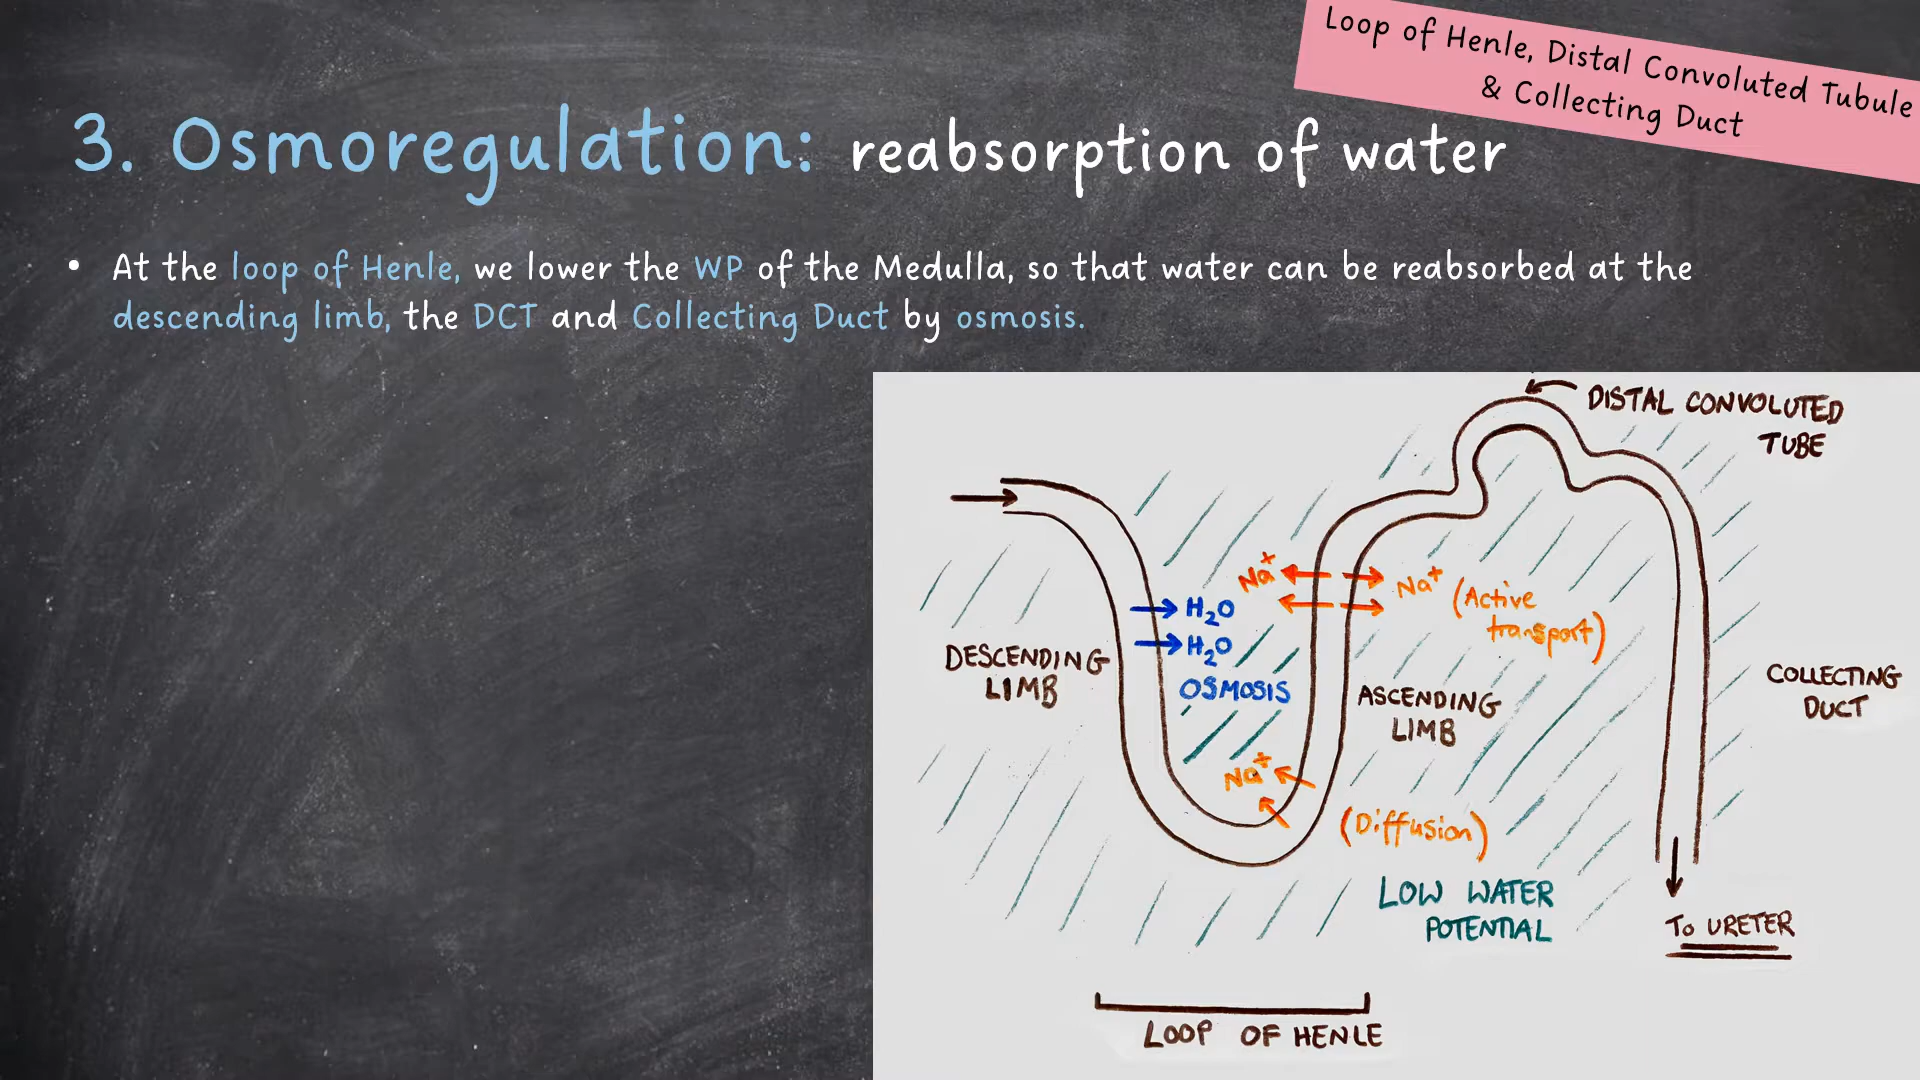 Loop of Henle, Distal Convoluted Tubule
& Collecting Duct
3. Osmoregulation: reabsorption of water
• At the loop of Henle, we lower the WP of the Medulla, so that water can be reabsorbed at the
descending limb, the DCT and Collecting Duct by osmosis.
DISTAL CONVOLUTED
TUBE
Na+
Na+ (Active
transport)
H2O
H2O
OSMOSIS
DESCENDING
LIMB
ASCENDING
LIMB
COLLECTING
DUCT
Na+
(Diffusion)
LOW WATER
POTENTIAL
To URETER
LOOP OF HENLE